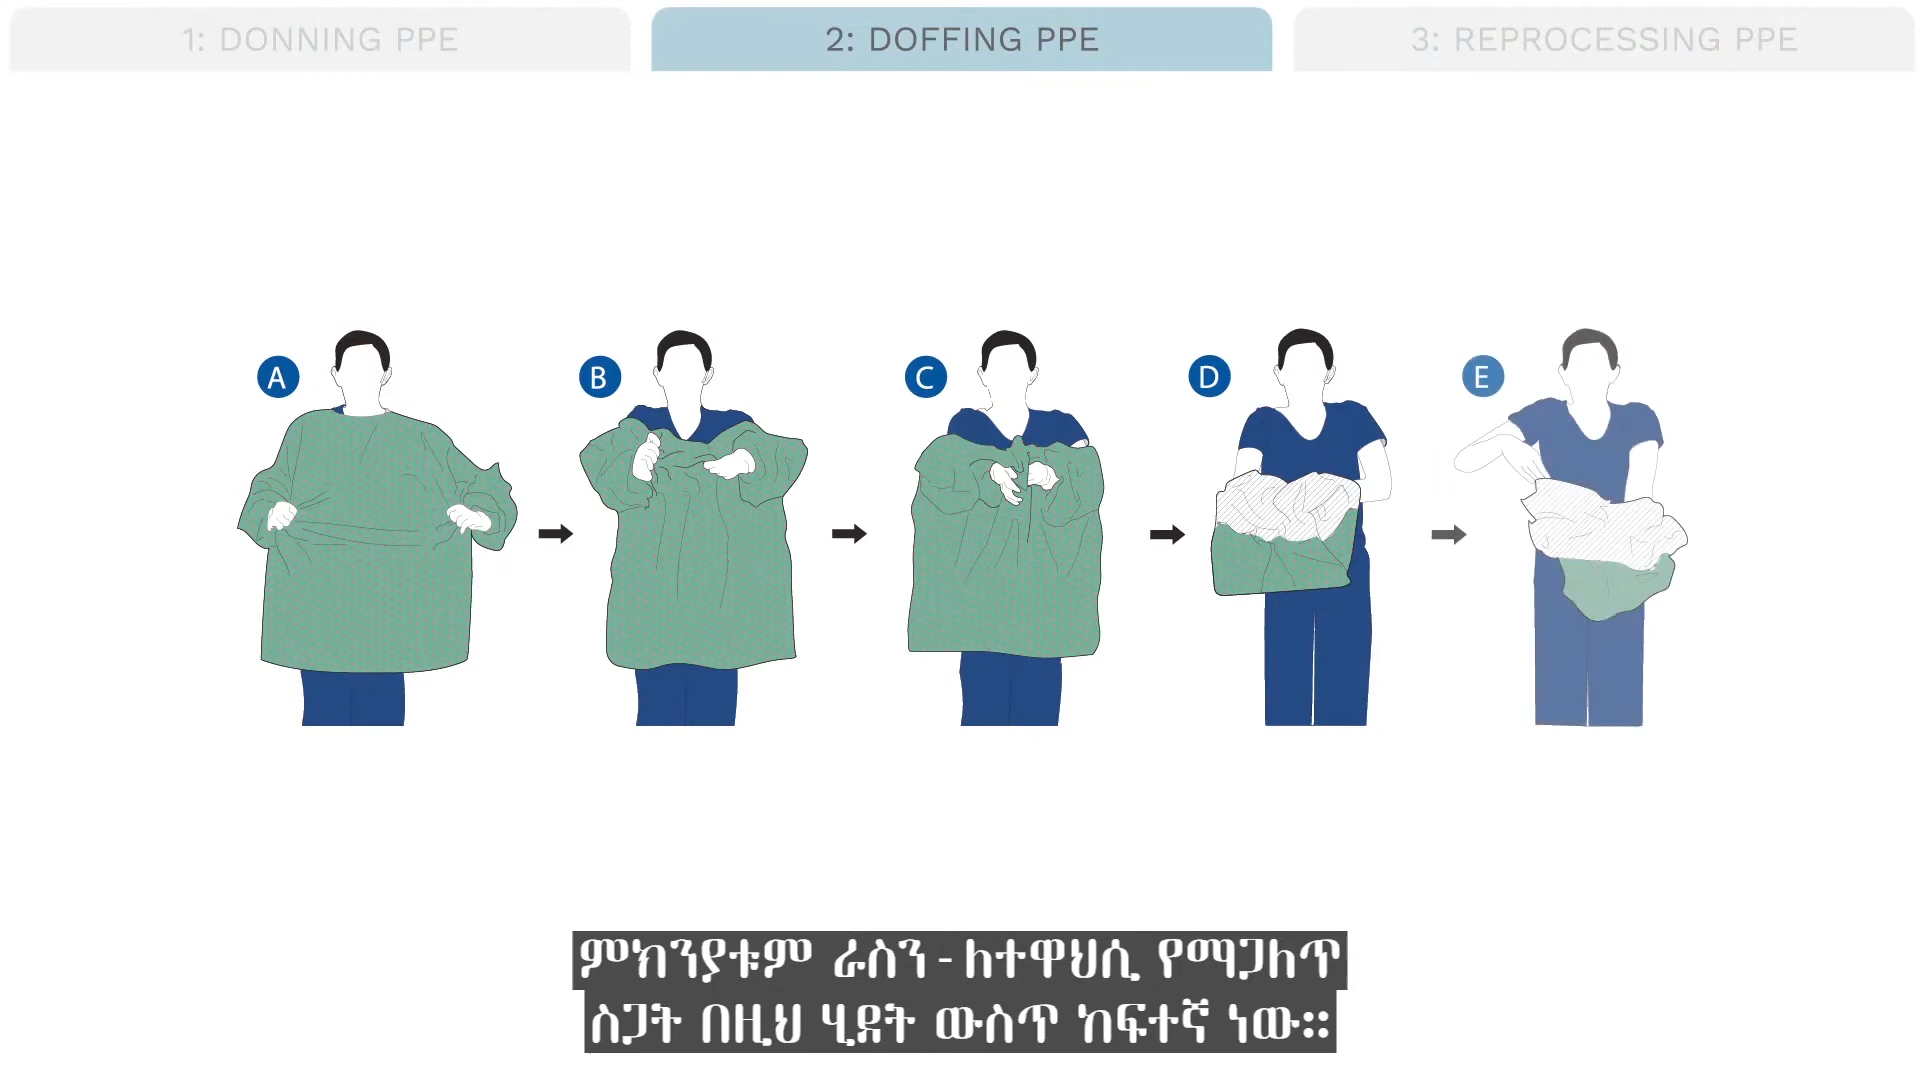 1: DONNING PPE
2: DOFFING PPE
3: REPROCESSING PPE
A
B
C
D
E
ምክንያቱም ራስን - ለተዋህሲ የማጋለጥ
ስጋት በዚህ ሂደት ውስጥ ከፍተኛ ነው።